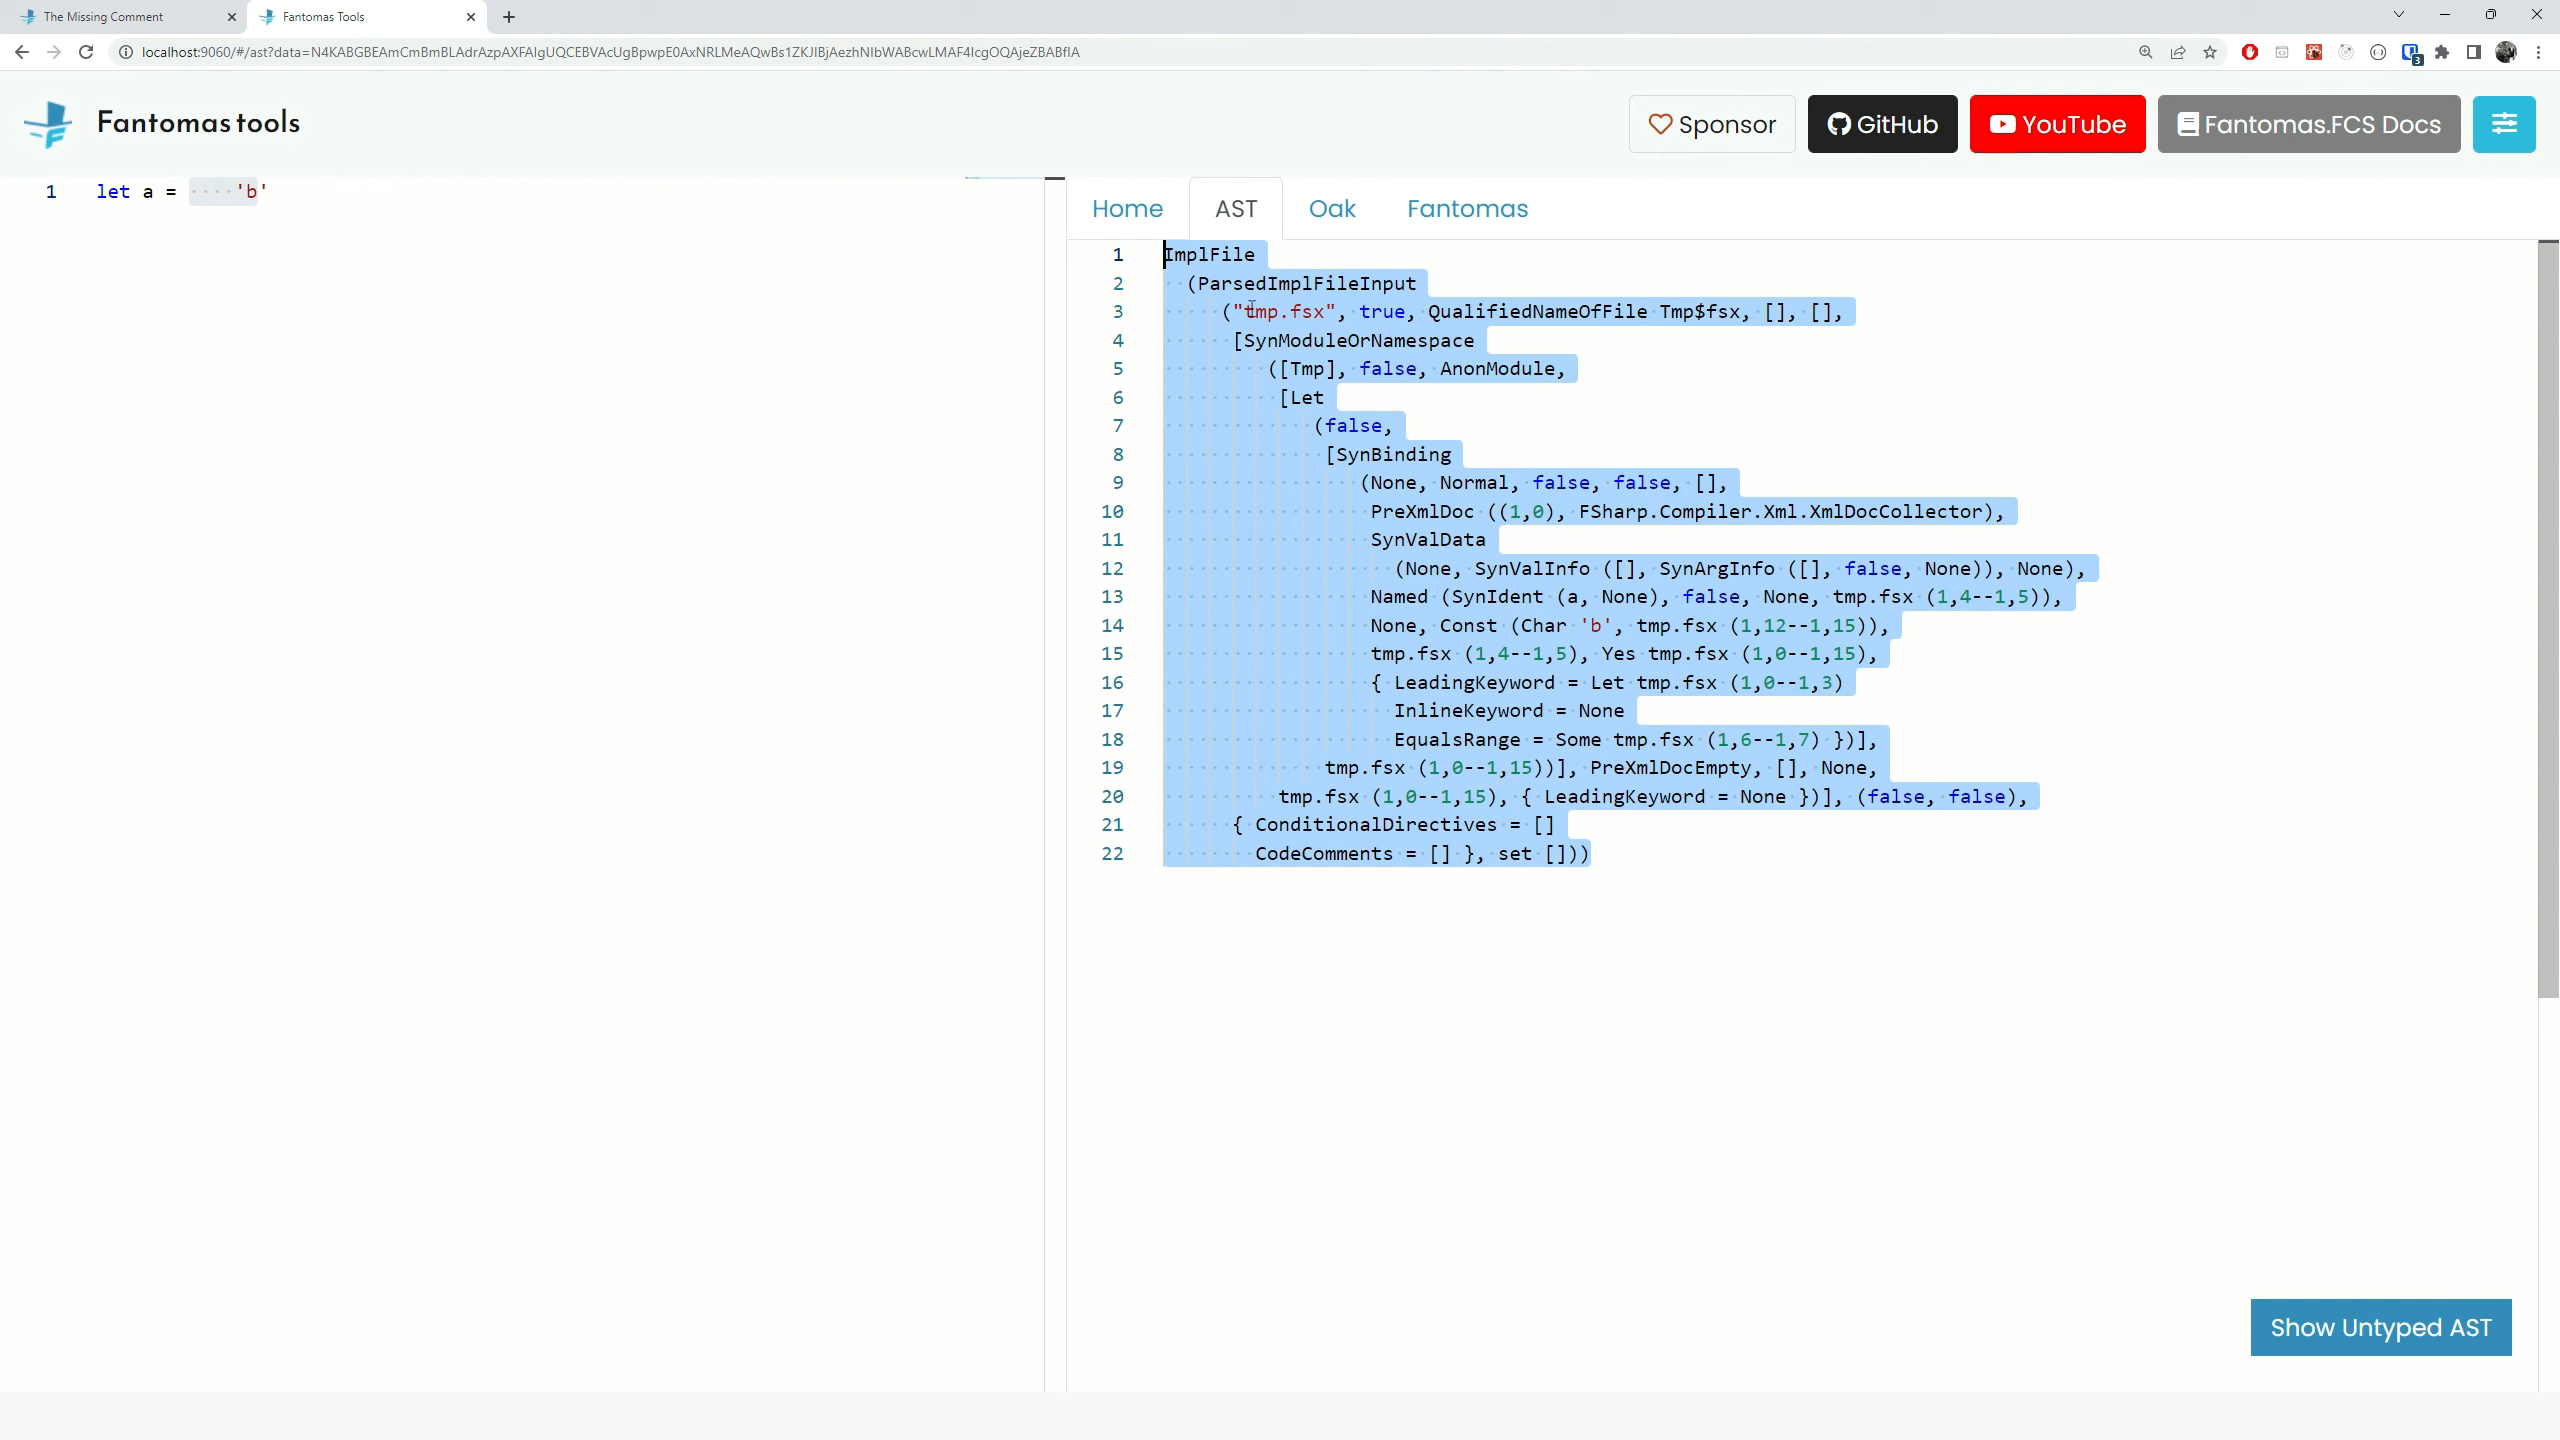 The Missing Comment
Fantomas Tools
localhost:9060/#/ast?data=N4KABGBEAmCmBmBLAdrAzpAXFAIgUQCEBVAcUgBpwpE0AxNRLMeAQwBs1ZKJIBjAezhNIbWABcwLMAF4IcgOQAjeZBABfIA
Fantomas tools
Sponsor
GitHub
YouTube
Fantomas.FCS Docs
1 let a = ····'b'
Home
AST
Oak
Fantomas
1 ImplFile
2 (ParsedImplFileInput
3 ("tmp.fsx", true, QualifiedNameOfFile Tmp$fsx, [], [],
4 [SynModuleOrNamespace
5 ([Tmp], false, AnonModule,
6 [Let
7 (false,
8 [SynBinding
9 (None, Normal, false, false, [],
10 PreXmlDoc ((1,0), FSharp.Compiler.Xml.XmlDocCollector),
11 SynValData
12 (None, SynValInfo ([], SynArgInfo ([], false, None)), None),
13 Named (SynIdent (a, None), false, None, tmp.fsx (1,4--1,5)),
14 None, Const (Char 'b', tmp.fsx (1,12--1,15)),
15 tmp.fsx (1,4--1,5), Yes tmp.fsx (1,0--1,15),
16 { LeadingKeyword = Let tmp.fsx (1,0--1,3)
17 InlineKeyword = None
18 EqualsRange = Some tmp.fsx (1,6--1,7) })],
19 tmp.fsx (1,0--1,15))], PreXmlDocEmpty, [], None,
20 tmp.fsx (1,0--1,15), { LeadingKeyword = None })], (false, false),
21 { ConditionalDirectives = []
22 CodeComments = [] }, set []))
Show Untyped AST
3